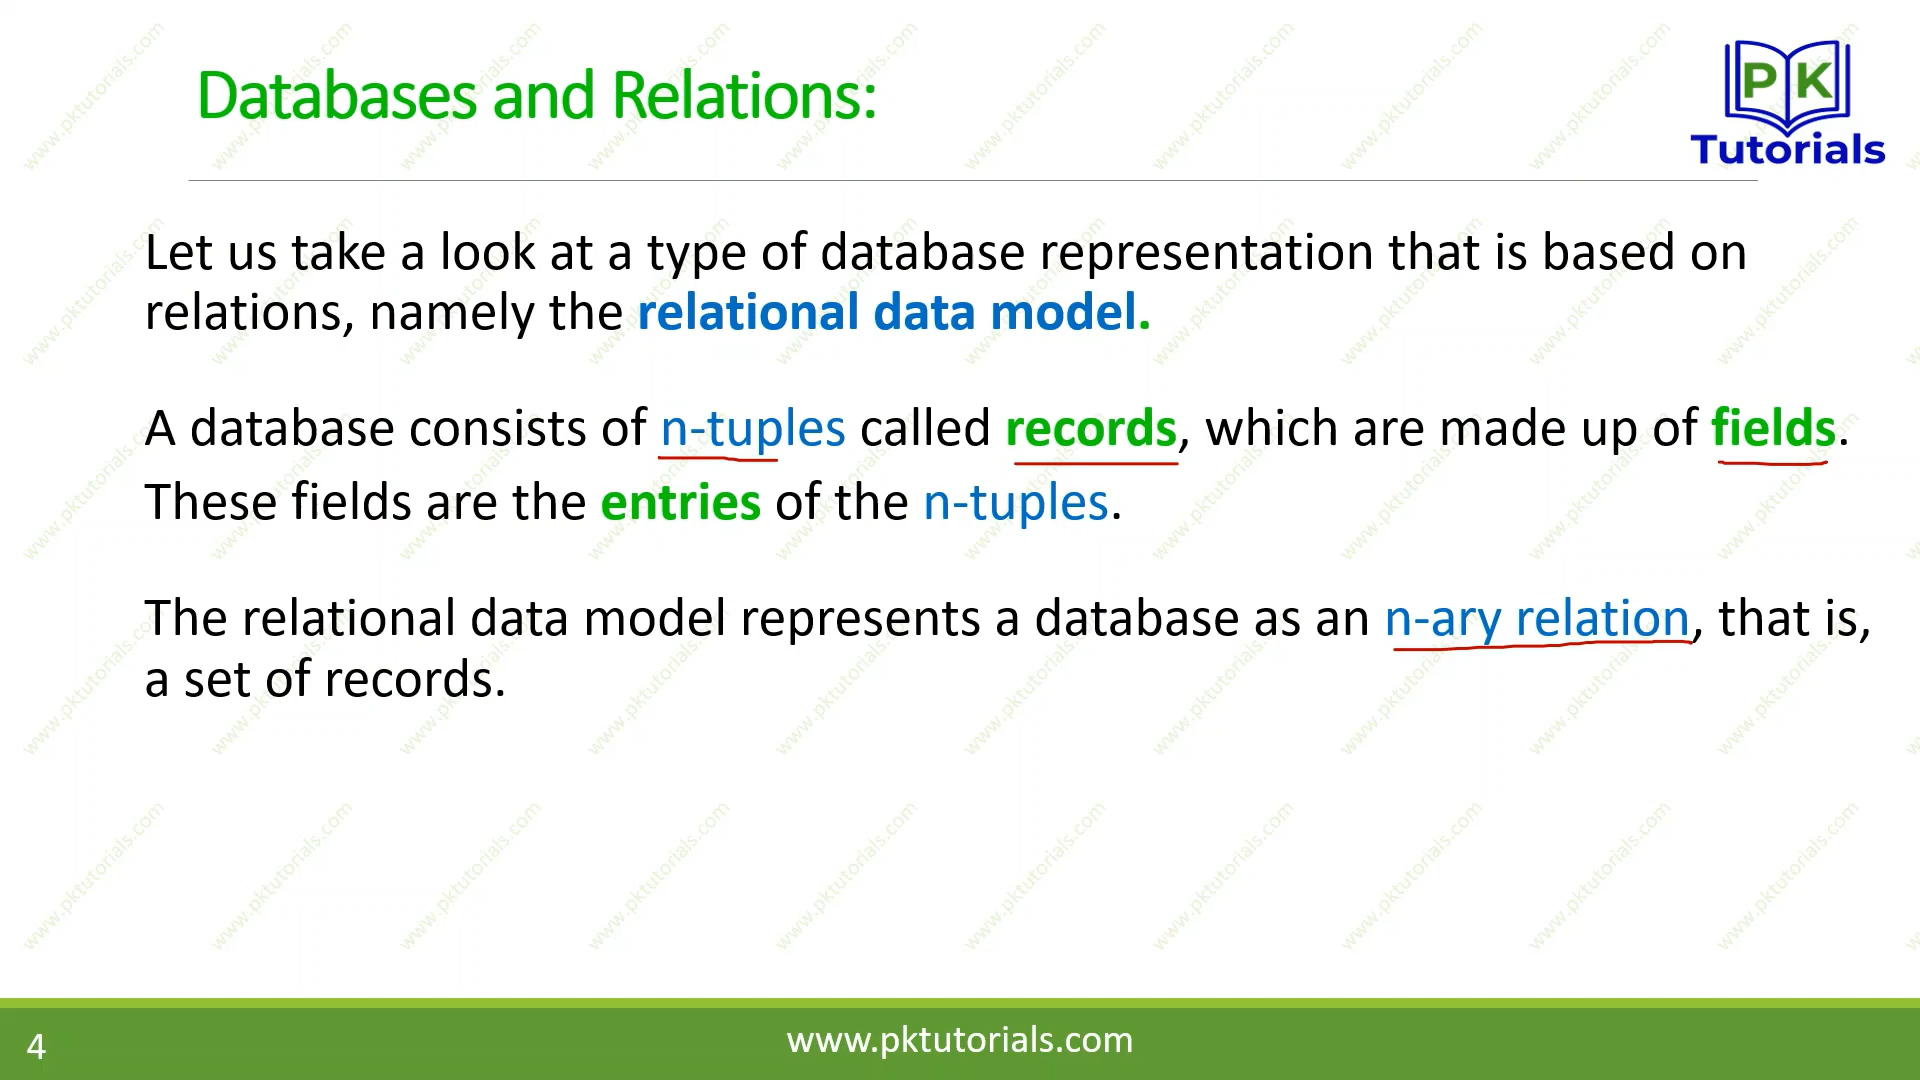 Databases and Relations:
PK
Tutorials
Let us take a look at a type of database representation that is based on
relations, namely the relational data model.
A database consists of n-tuples called records, which are made up of fields.
These fields are the entries of the n-tuples.
The relational data model represents a database as an n-ary relation, that is,
a set of records.
4
www.pktutorials.com